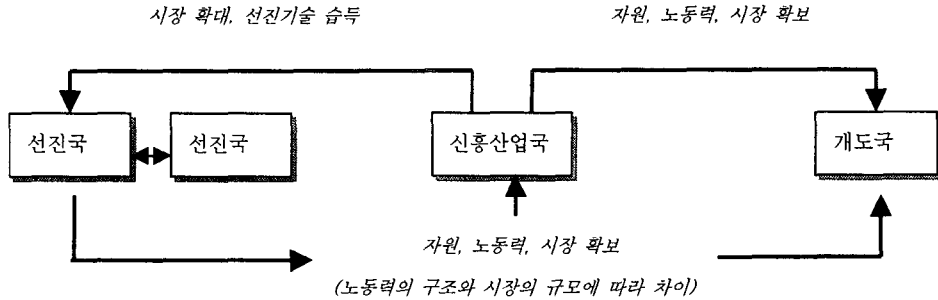 시장 확대, 선진기술 습득
자원, 노동력, 시장 확보
선진국
선진국
신흥산업국
개도국
자원, 노동력, 시장 확보
(노동력의 구조와 시장의 규모에 따라 차이)